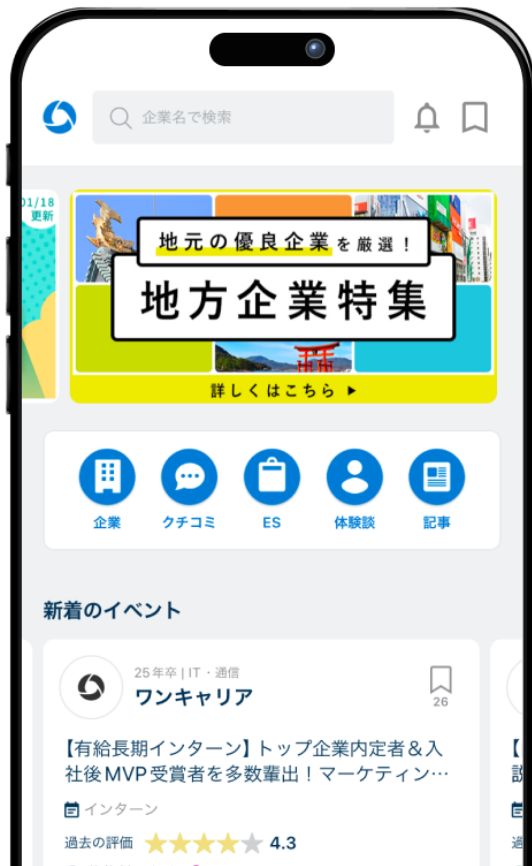 企業名で検索
01/18
更新
地元の優良企業を厳選！
地方企業特集
詳しくはこちら ▶
企業
クチコミ
ES
体験談
記事
新着のイベント
25年卒 | IT・通信
ワンキャリア
26
【有給長期インターン】トップ企業内定者＆入
社後MVP受賞者を多数輩出！マーケティン…
インターン
過去の評価 ★★★★★ 4.3